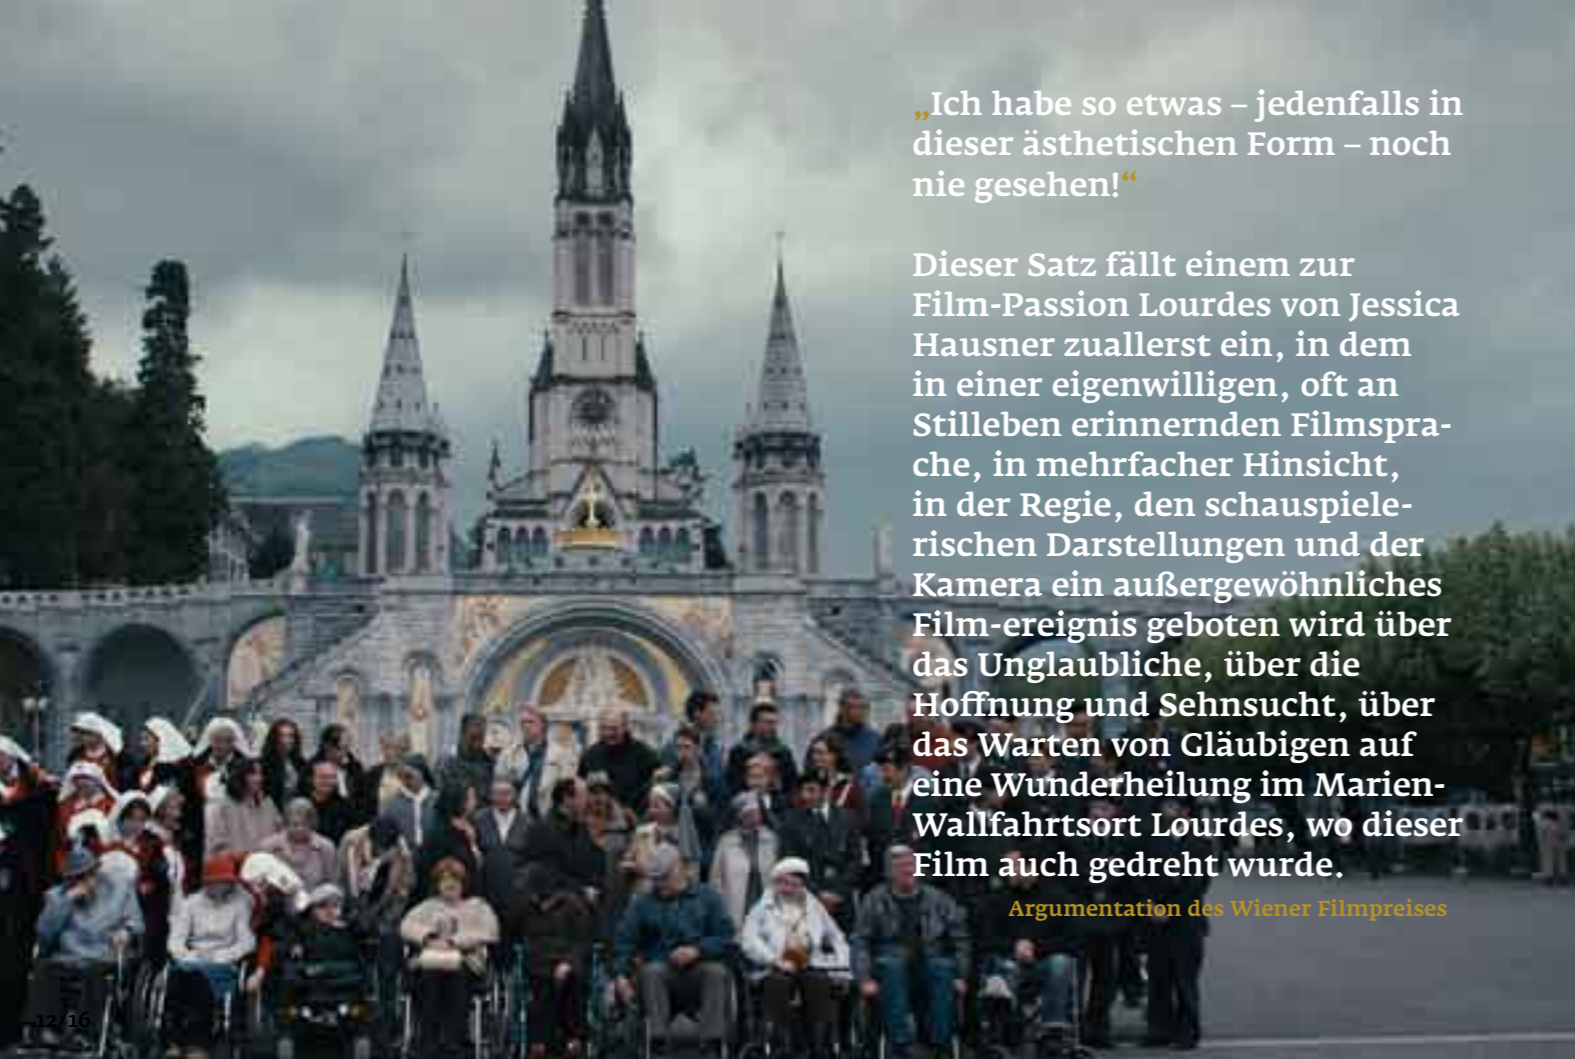 „Ich habe so etwas – jedenfalls in
dieser ästhetischen Form – noch
nie gesehen!“
Dieser Satz fällt einem zur
Film-Passion Lourdes von Jessica
Hausner zuallerst ein, in dem
in einer eigenwilligen, oft an
Stilleben erinnernden Filmspra-
che, in mehrfacher Hinsicht,
in der Regie, den schauspiele-
rischen Darstellungen und der
Kamera ein außergewöhnliches
Film-ereignis geboten wird über
das Unglaubliche, über die
Hoffnung und Sehnsucht, über
das Warten von Gläubigen auf
eine Wunderheilung im Marien-
Wallfahrtsort Lourdes, wo dieser
Film auch gedreht wurde.
Argumentation des Wiener Filmpreises
12/16